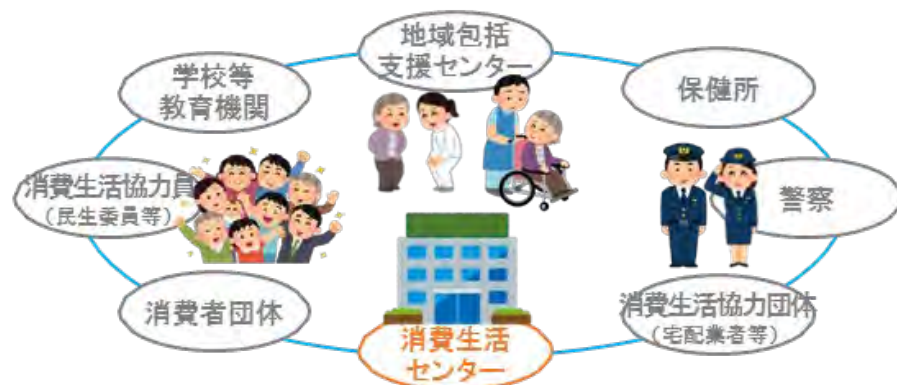 地域包括
支援センター
学校等
教育機関
保健所
消費生活協力員
（民生委員等）
警察
消費者団体
消費生活協力団体
（宅配業者等）
消費生活
センター